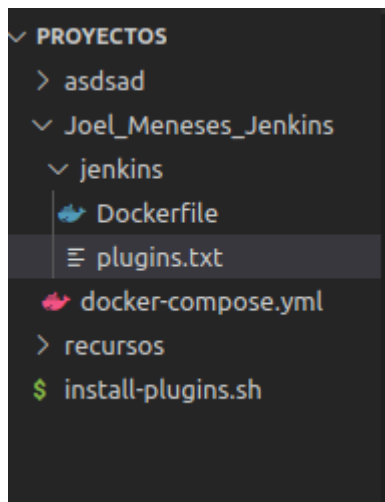 PROYECTOS
asdsad
Joel_Meneses_Jenkins
jenkins
Dockerfile
plugins.txt
docker-compose.yml
recursos
$ install-plugins.sh